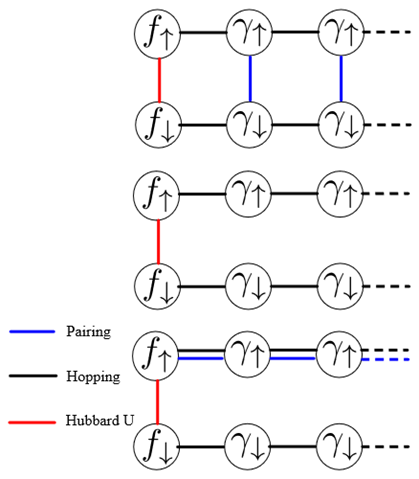 f↑ γ↑ γ↑
f↓ γ↓ γ↓
f↑ γ↑ γ↑
f↓ γ↓ γ↓
Pairing
Hopping
Hubbard U
f↑ γ↑ γ↑
f↓ γ↓ γ↓